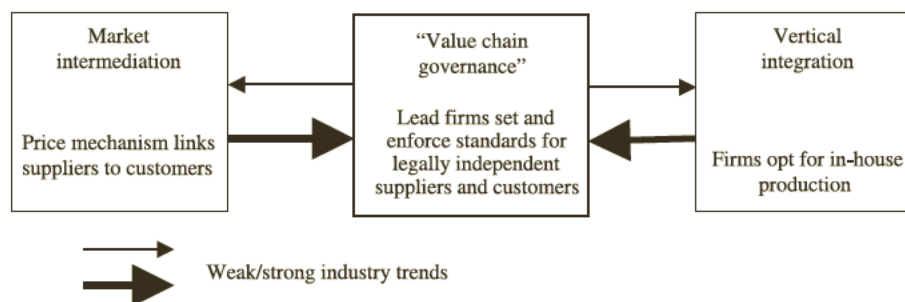 Market
intermediation
Price mechanism links
suppliers to customers
“Value chain
governance”
Lead firms set and
enforce standards for
legally independent
suppliers and customers
Vertical
integration
Firms opt for in-house
production
Weak/strong industry trends